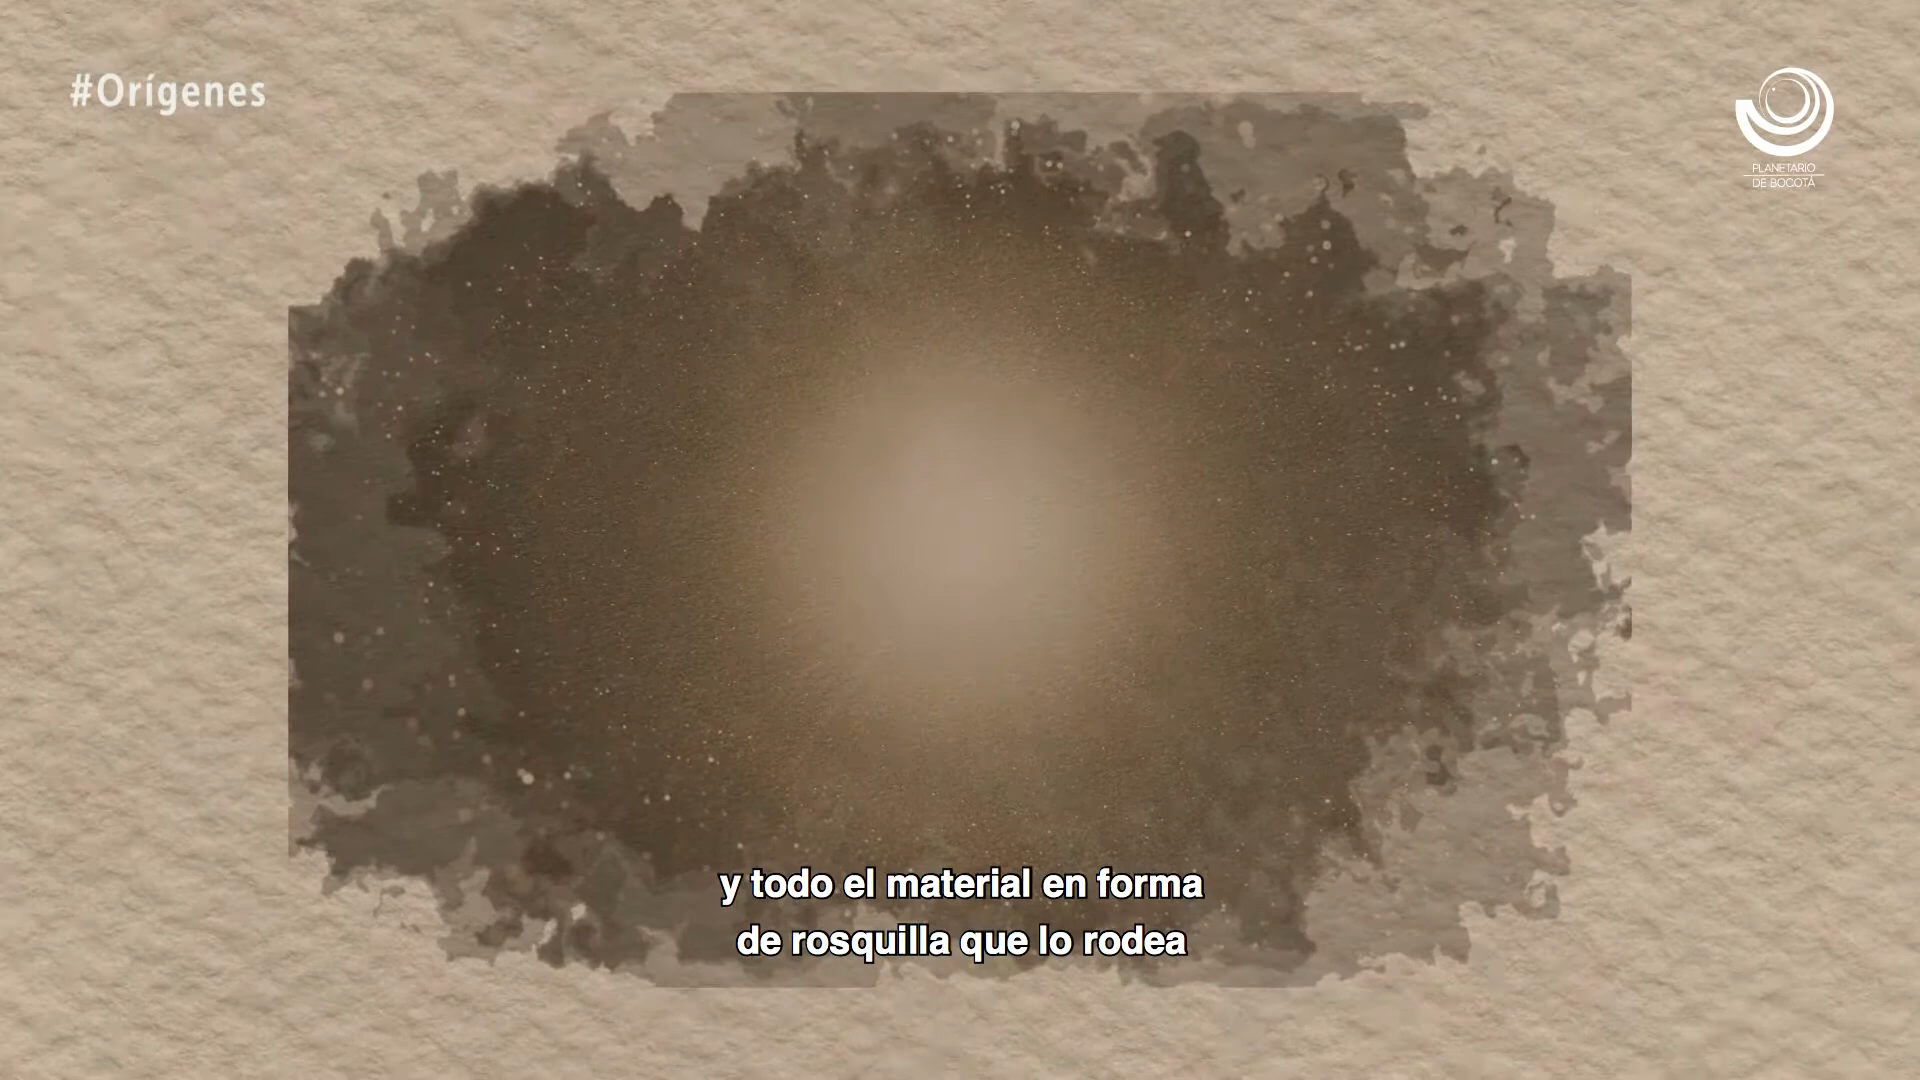 #Orígenes
PLANETARIO
DE BOGOTÁ
y todo el material en forma
de rosquilla que lo rodea